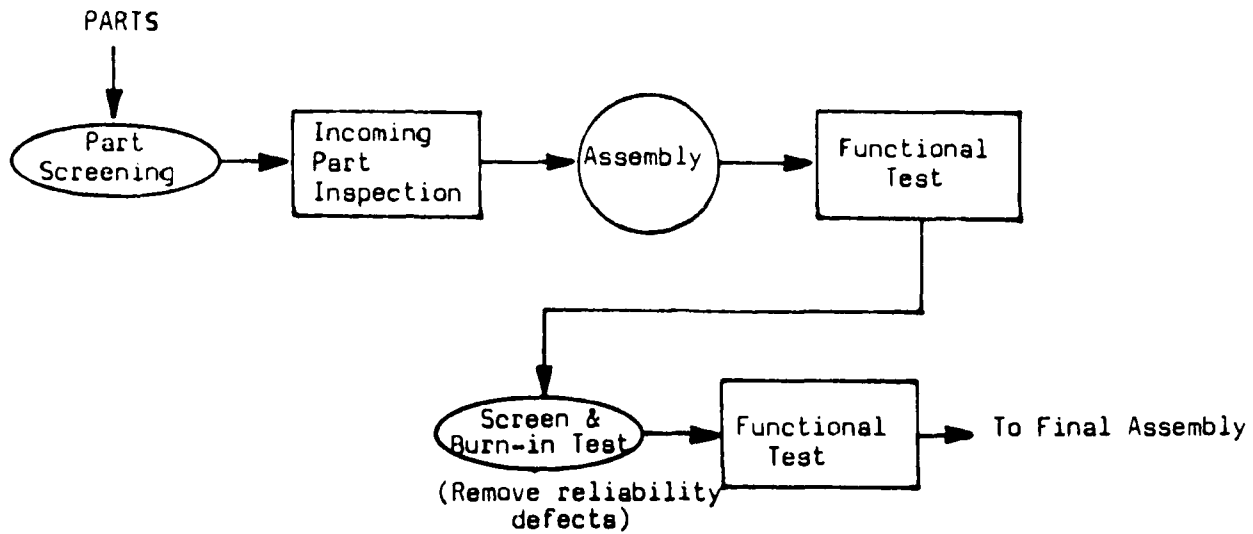 PARTS
Part
Screening
Incoming
Part
Inspection
Assembly
Functional
Test
Screen &
Burn-in Test
(Remove reliability
defects)
Functional
Test
To Final Assembly